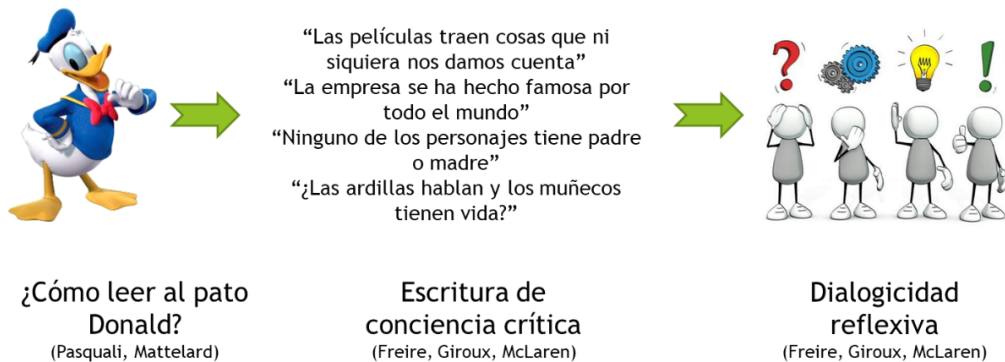 “Las películas traen cosas que ni
siquiera nos damos cuenta”
“La empresa se ha hecho famosa por
todo el mundo”
“Ninguno de los personajes tiene padre
o madre”
“¿Las ardillas hablan y los muñecos
tienen vida?”
¿Cómo leer al pato
Donald?
(Pasquali, Mattelard)
Escritura de
conciencia crítica
(Freire, Giroux, McLaren)
Dialogicidad
reflexiva
(Freire, Giroux, McLaren)